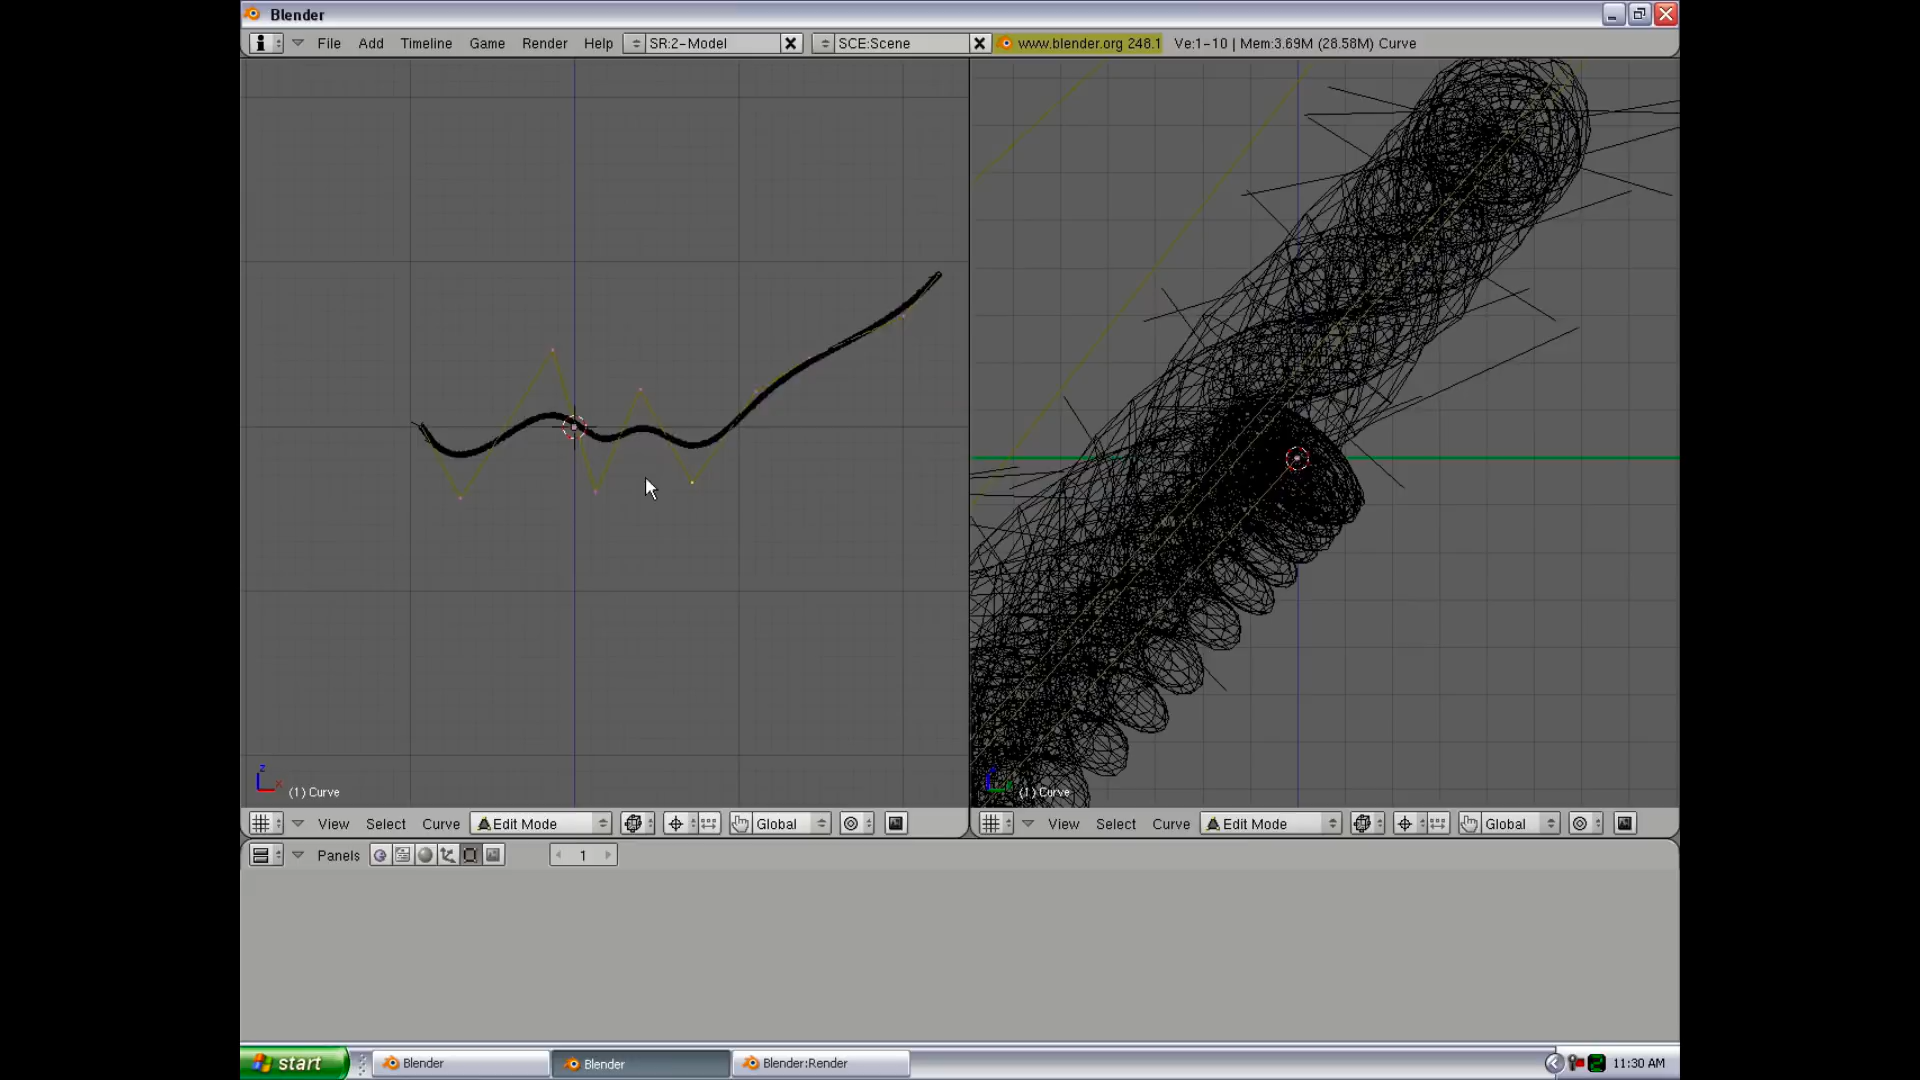 Blender
File Add Timeline Game Render Help SR:2-Model SCE:Scene www.blender.org 248.1 Ve:1-10 | Mem:3.69M (28.58M) Curve
z
x
(1) Curve
(1) Curve
View Select Curve Edit Mode Global
View Select Curve Edit Mode Global
Panels 1
start Blender Blender Blender:Render 11:30 AM